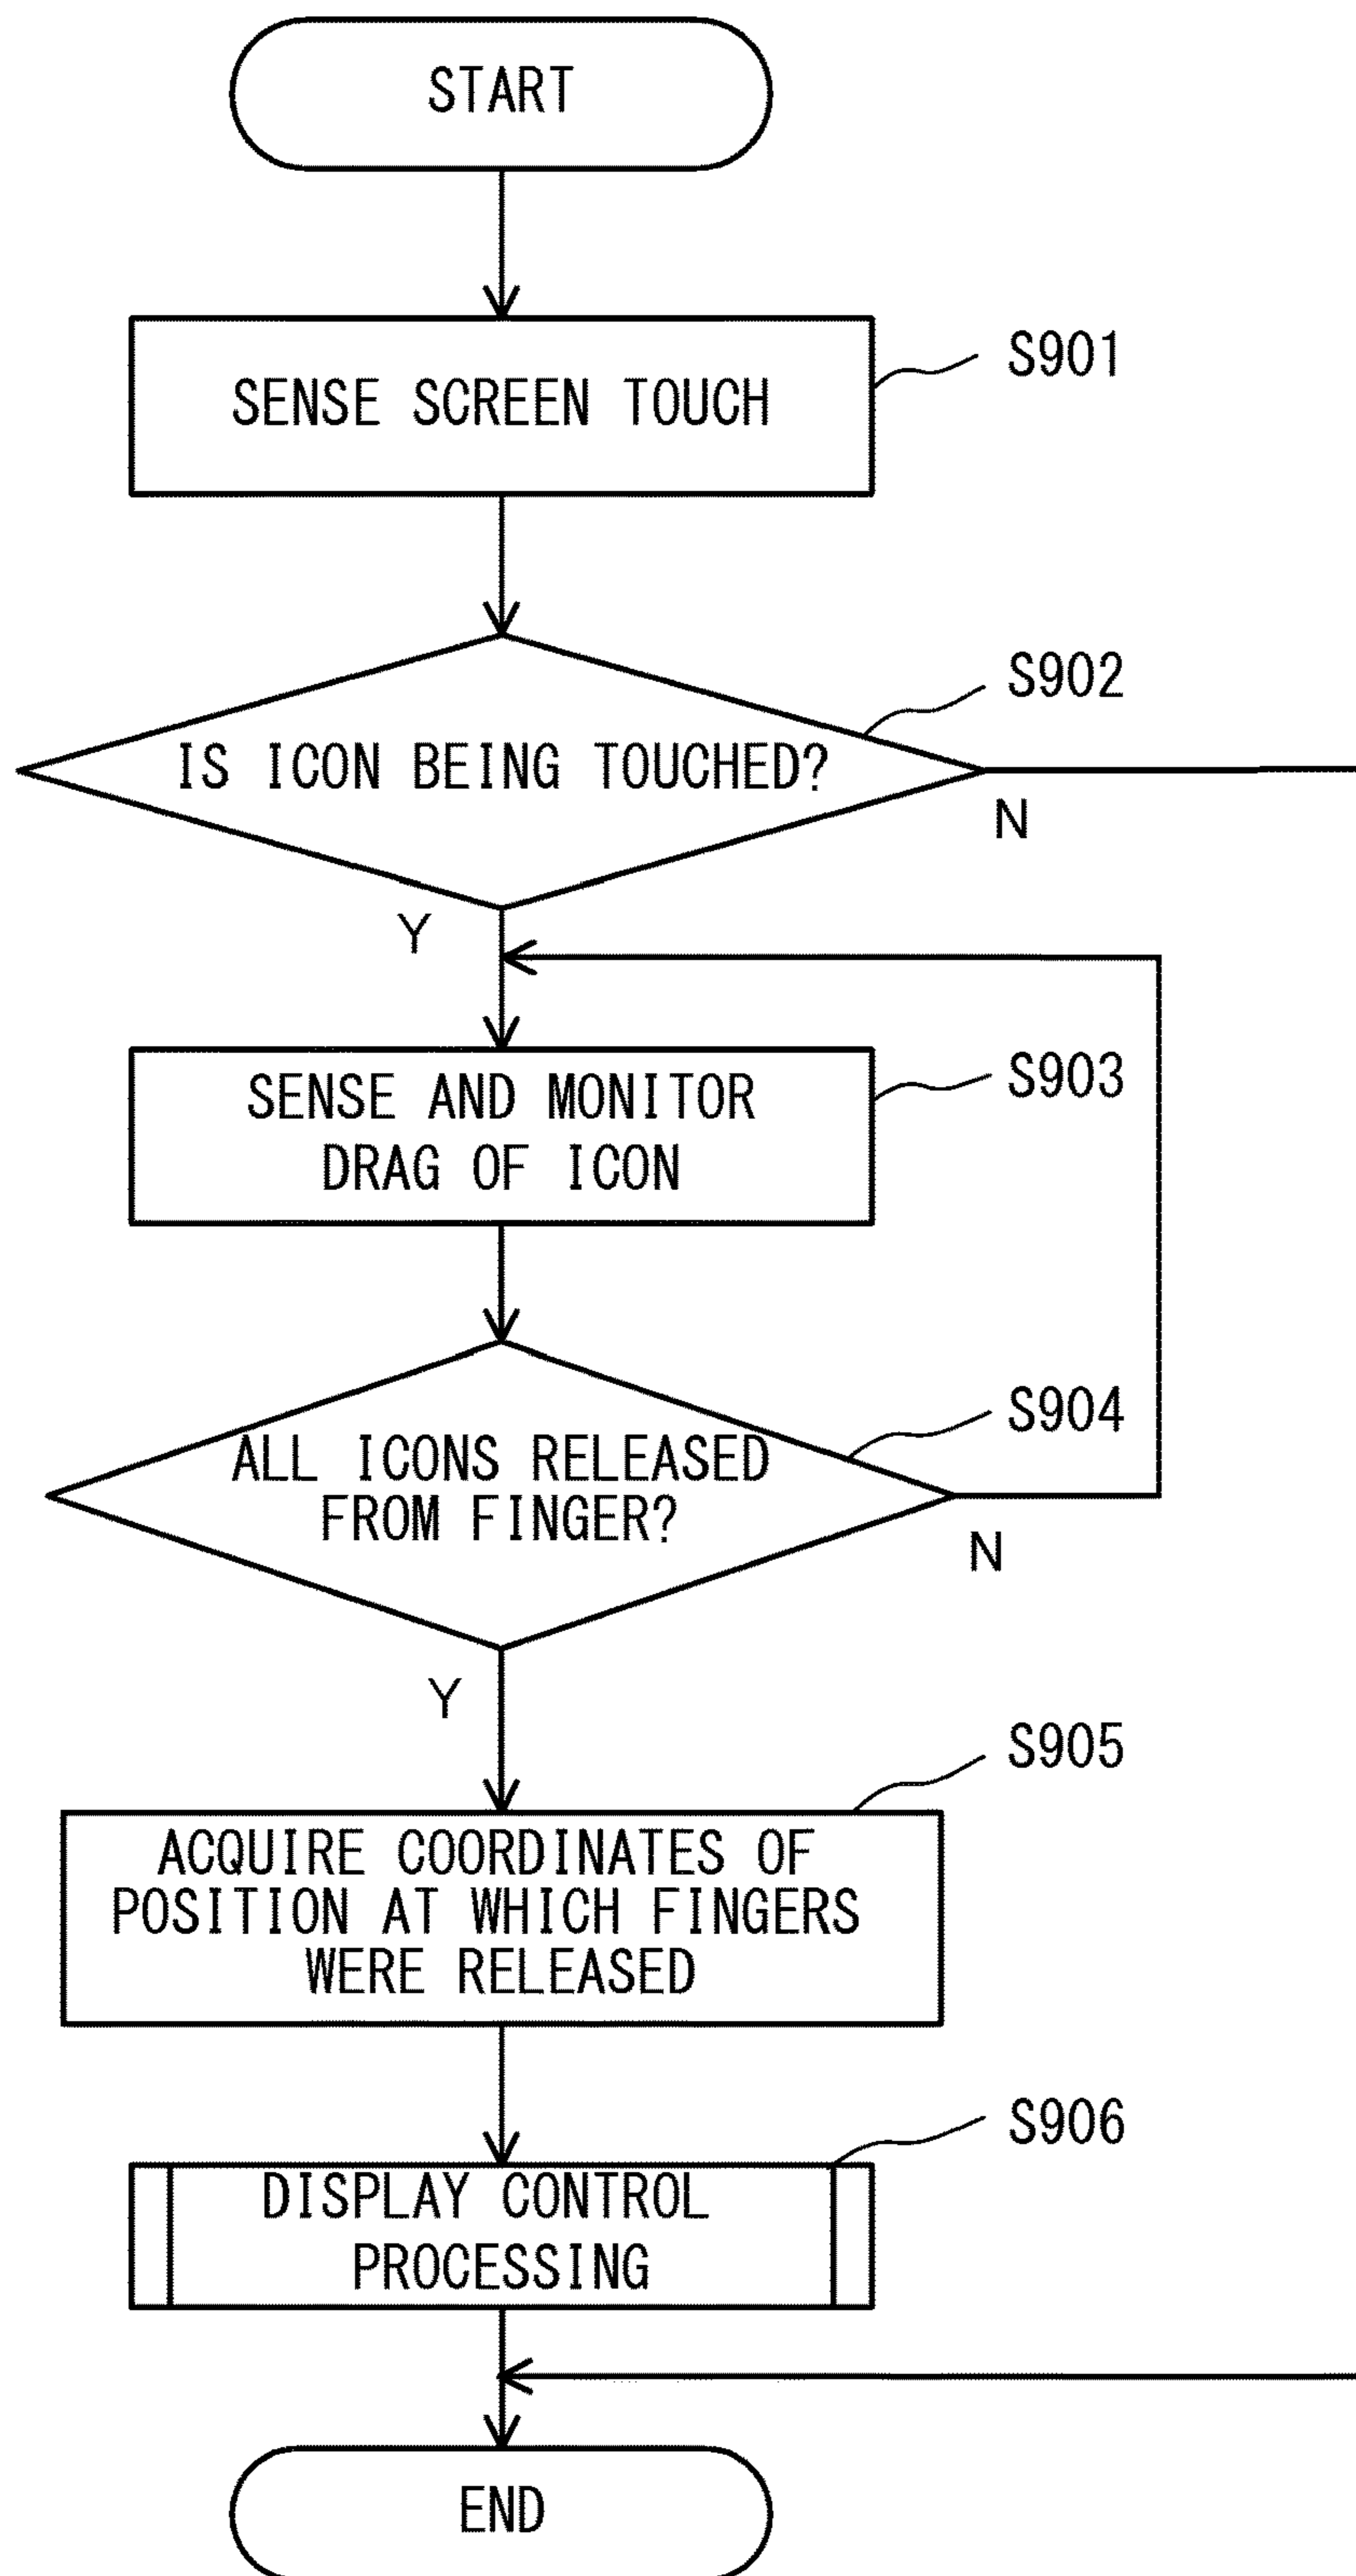 START
SENSE SCREEN TOUCH
S901
S902
IS ICON BEING TOUCHED?
N
Y
SENSE AND MONITOR
DRAG OF ICON
S903
S904
ALL ICONS RELEASED
FROM FINGER?
N
Y
S905
ACQUIRE COORDINATES OF
POSITION AT WHICH FINGERS
WERE RELEASED
S906
DISPLAY CONTROL
PROCESSING
END